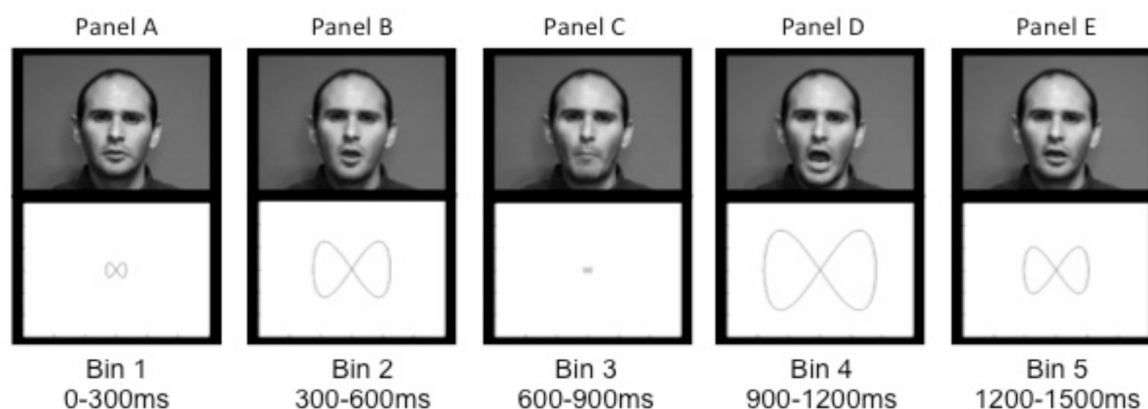 Panel A
Panel B
Panel C
Panel D
Panel E
Bin 1
0-300ms
Bin 2
300-600ms
Bin 3
600-900ms
Bin 4
900-1200ms
Bin 5
1200-1500ms